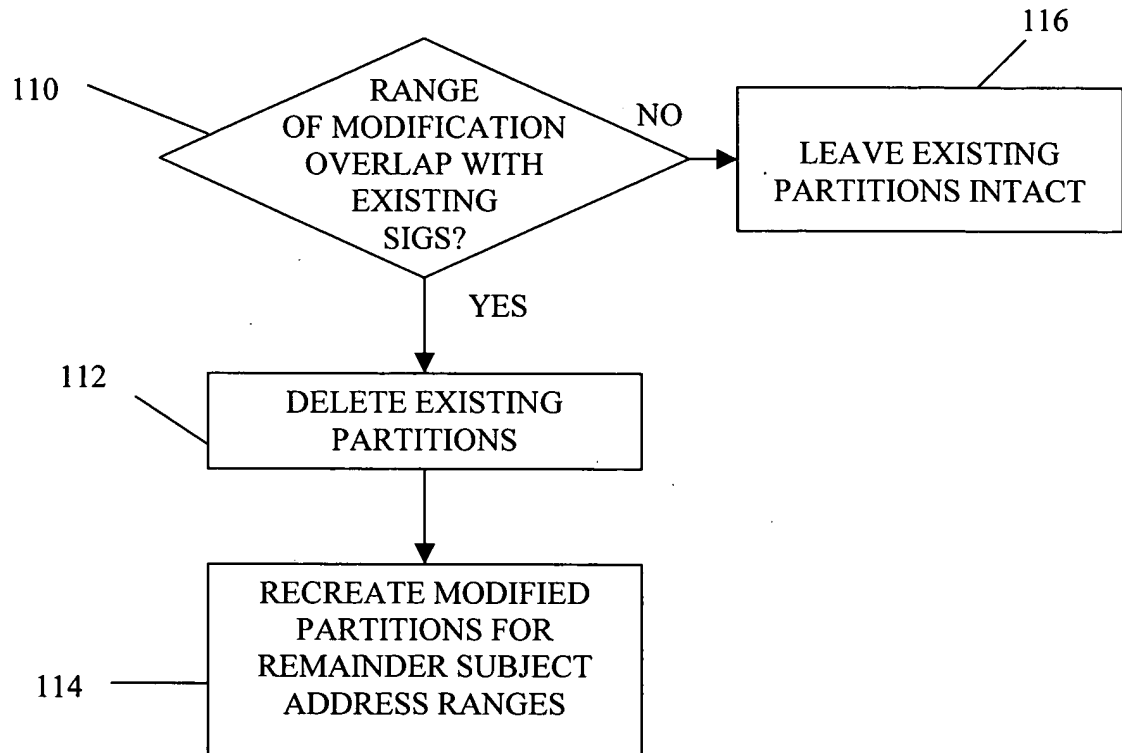 116
110
RANGE
OF MODIFICATION
OVERLAP WITH
EXISTING
SIGS?
NO
LEAVE EXISTING
PARTITIONS INTACT
YES
112
DELETE EXISTING
PARTITIONS
114
RECREATE MODIFIED
PARTITIONS FOR
REMAINDER SUBJECT
ADDRESS RANGES